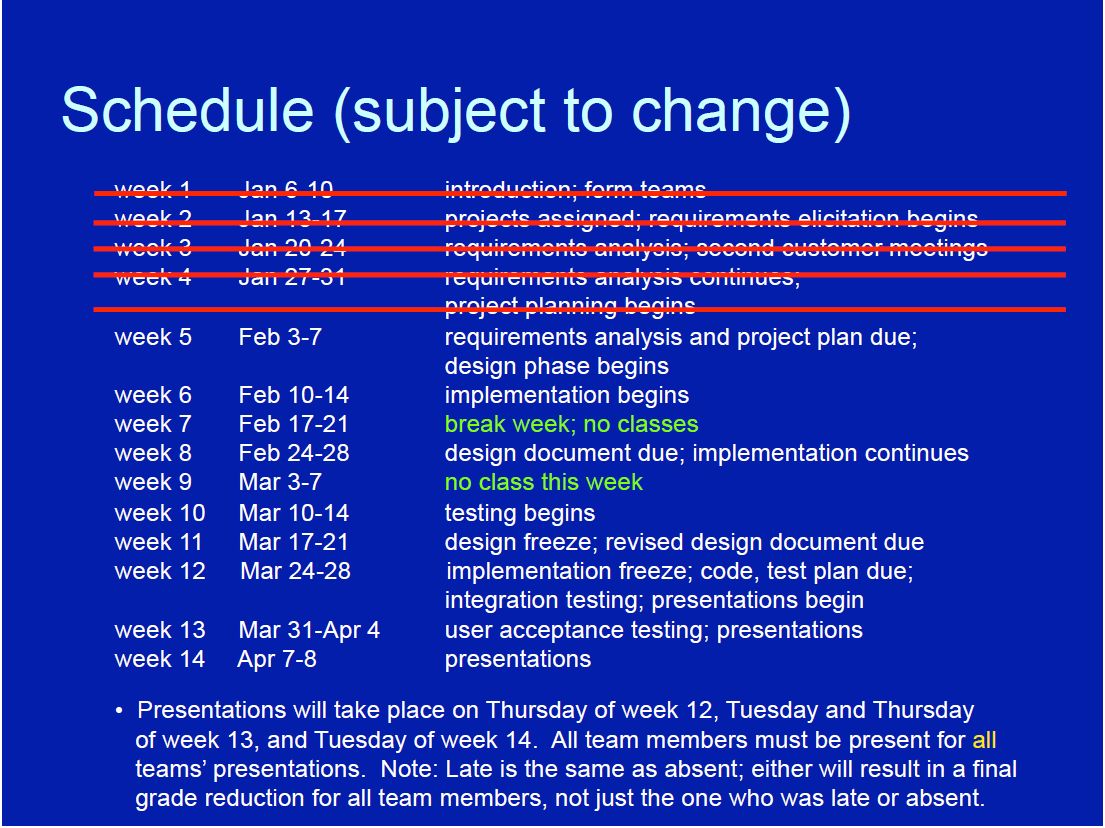 Schedule (subject to change)
week 1 Jan 6-10 introduction; form teams
week 2 Jan 13-17 projects assigned; requirements elicitation begins
week 3 Jan 20-24 requirements analysis; second customer meetings
week 4 Jan 27-31 requirements analysis continues;
project planning begins
week 5 Feb 3-7 requirements analysis and project plan due;
design phase begins
week 6 Feb 10-14 implementation begins
week 7 Feb 17-21 break week; no classes
week 8 Feb 24-28 design document due; implementation continues
week 9 Mar 3-7 no class this week
week 10 Mar 10-14 testing begins
week 11 Mar 17-21 design freeze; revised design document due
week 12 Mar 24-28 implementation freeze; code, test plan due;
integration testing; presentations begin
week 13 Mar 31-Apr 4 user acceptance testing; presentations
week 14 Apr 7-8 presentations
• Presentations will take place on Thursday of week 12, Tuesday and Thursday
of week 13, and Tuesday of week 14. All team members must be present for all
teams’ presentations. Note: Late is the same as absent; either will result in a final
grade reduction for all team members, not just the one who was late or absent.